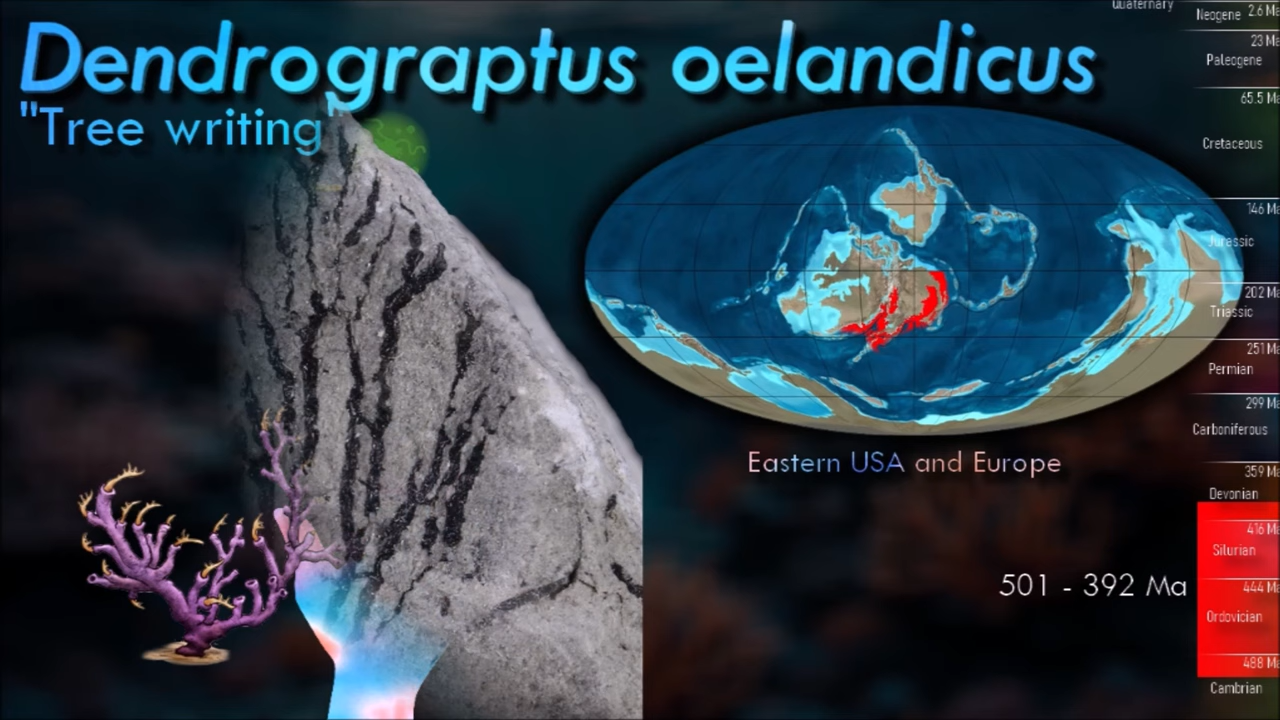 Dendrograptus oelandicus
"Tree writing"
Eastern USA and Europe
501 - 392 Ma
Quaternary
2.6 Ma
Neogene
23 Ma
Paleogene
65.5 Ma
Cretaceous
146 Ma
Jurassic
202 Ma
Triassic
251 Ma
Permian
299 Ma
Carboniferous
359 Ma
Devonian
416 Ma
Silurian
444 Ma
Ordovician
488 Ma
Cambrian